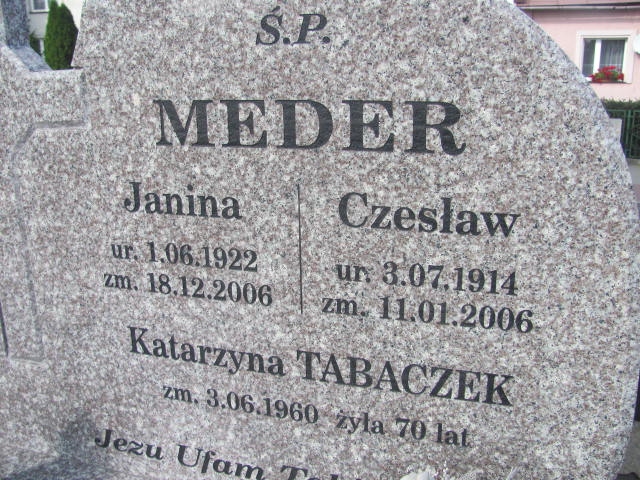 Ś.P.
MEDER
Janina
ur. 1.06.1922
zm. 18.12.2006
Czesław
ur. 3.07.1914
zm. 11.01.2006
Katarzyna TABACZEK
zm. 3.06.1960 żyła 70 lat
Jezu Ufam